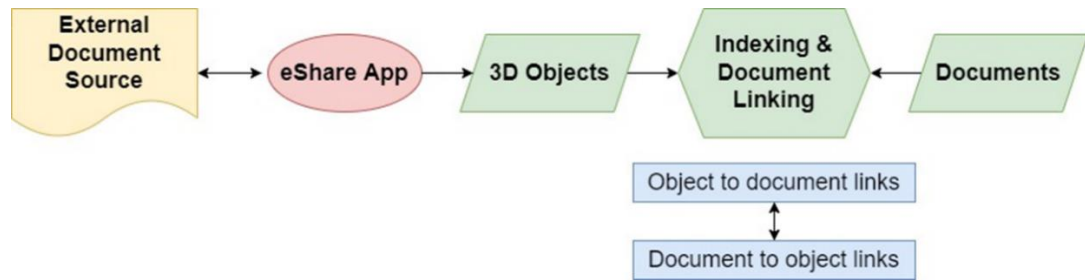 External
Document
Source
eShare App
3D Objects
Indexing &
Document
Linking
Documents
Object to document links
Document to object links